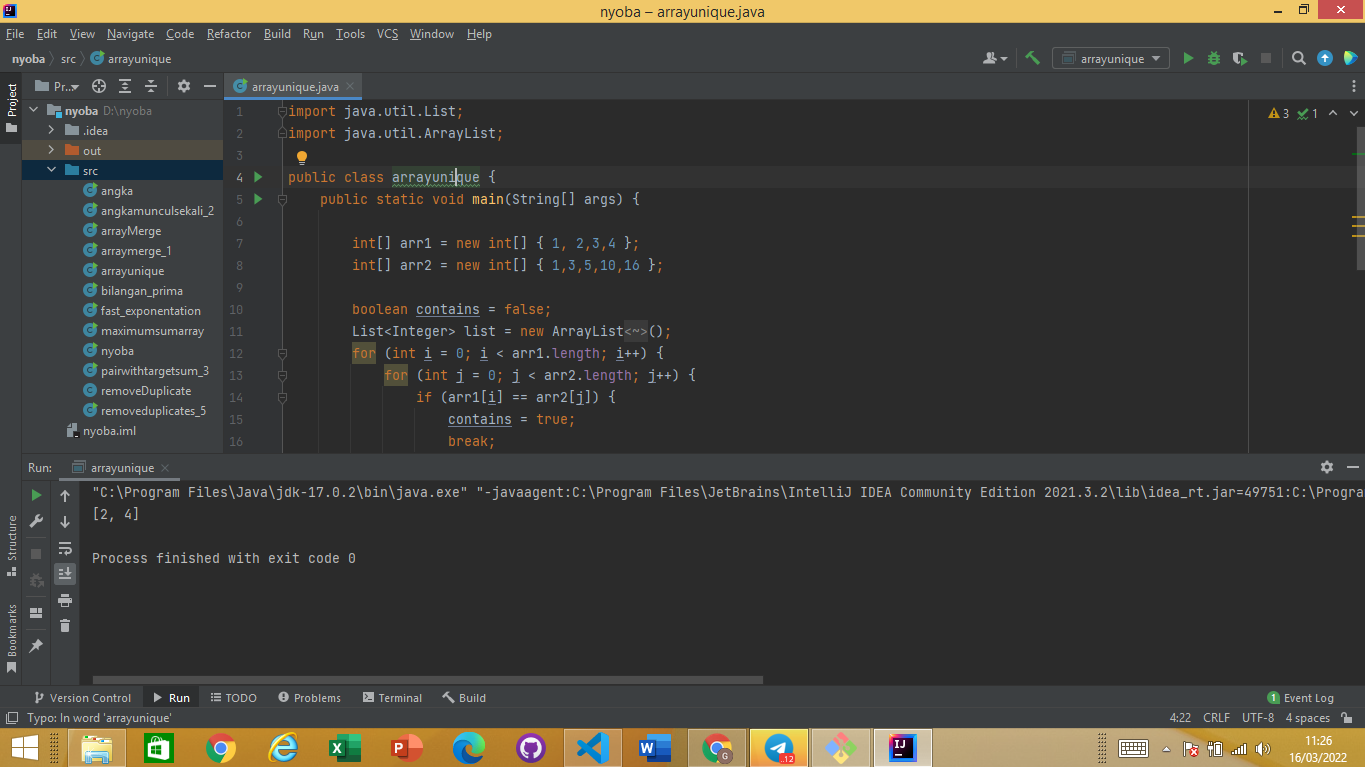 nyoba – arrayunique.java
File Edit View Navigate Code Refactor Build Run Tools VCS Window Help
nyoba src arrayunique
arrayunique
Project
Pr...
arrayunique.java
nyoba D:\nyoba
.idea
out
src
angka
angkamunculsekali_2
arrayMerge
arraymerge_1
arrayunique
bilangan_prima
fast_exponentation
maximumsumarray
nyoba
pairwithtargetsum_3
removeDuplicate
removeduplicates_5
nyoba.iml
3 1
1 import java.util.List;
2 import java.util.ArrayList;
3
4 public class arrayunique {
5 public static void main(String[] args) {
6
7 int[] arr1 = new int[] { 1, 2,3,4 };
8 int[] arr2 = new int[] { 1,3,5,10,16 };
9
10 boolean contains = false;
11 List<Integer> list = new ArrayList<~>();
12 for (int i = 0; i < arr1.length; i++) {
13 for (int j = 0; j < arr2.length; j++) {
14 if (arr1[i] == arr2[j]) {
15 contains = true;
16 break;
Run: arrayunique
"C:\Program Files\Java\jdk-17.0.2\bin\java.exe" "-javaagent:C:\Program Files\JetBrains\IntelliJ IDEA Community Edition 2021.3.2\lib\idea_rt.jar=49751:C:\Progra
[2, 4]
Process finished with exit code 0
Structure
Bookmarks
Version Control Run TODO Problems Terminal Build 1 Event Log
Typo: In word 'arrayunique' 4:22 CRLF UTF-8 4 spaces
11:26
16/03/2022